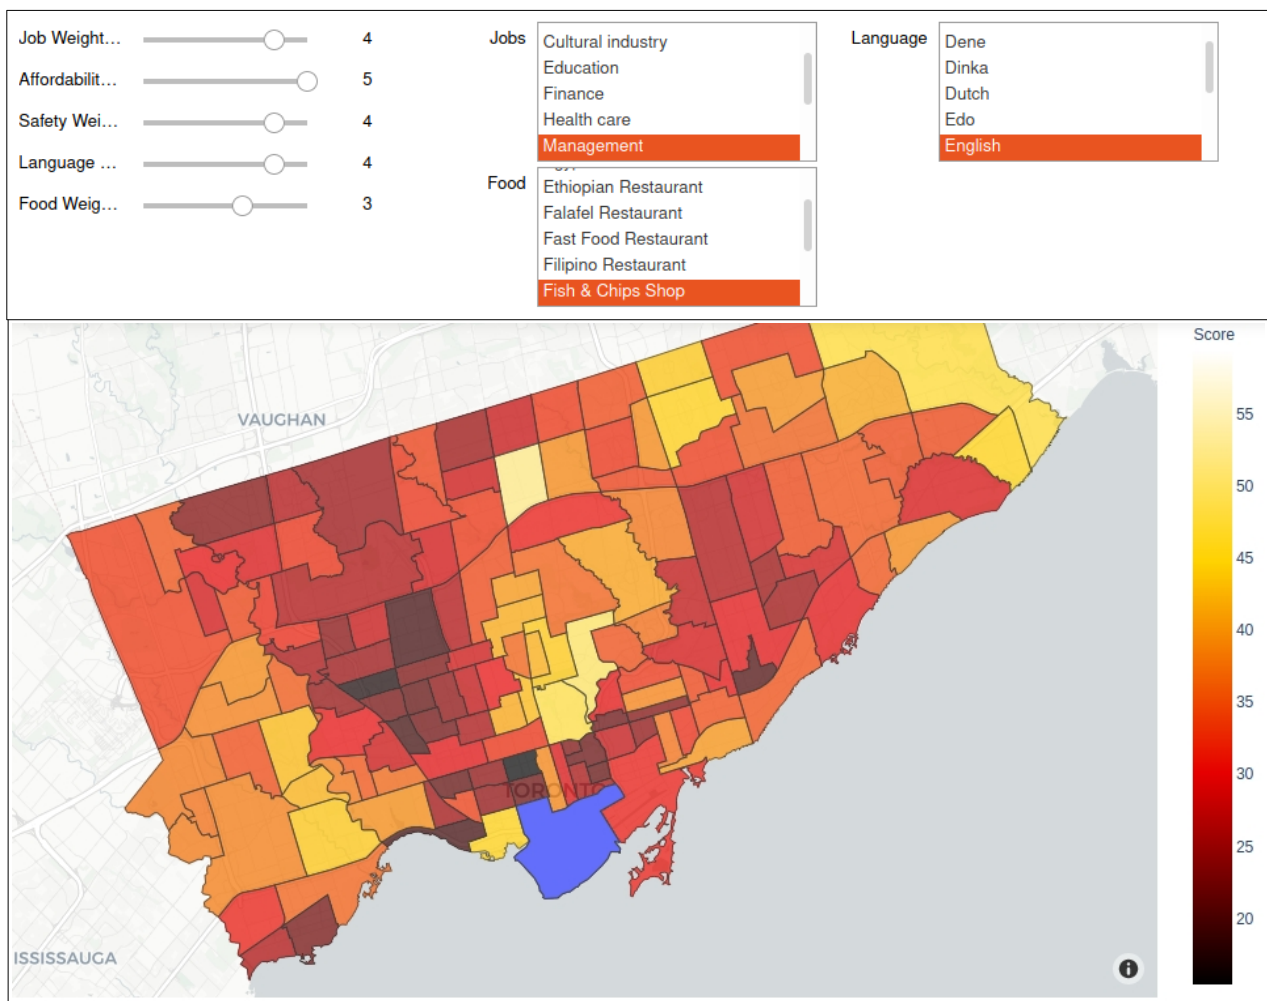 Job Weight...
4
Affordabilit...
5
Safety Wei...
4
Language ...
4
Food Weig...
3
Jobs
Cultural industry
Education
Finance
Health care
Management
Food
Ethiopian Restaurant
Falafel Restaurant
Fast Food Restaurant
Filipino Restaurant
Fish & Chips Shop
Language
Dene
Dinka
Dutch
Edo
English
VAUGHAN
TORONTO
ISSISSAUGA
Score
55
50
45
40
35
30
25
20
i